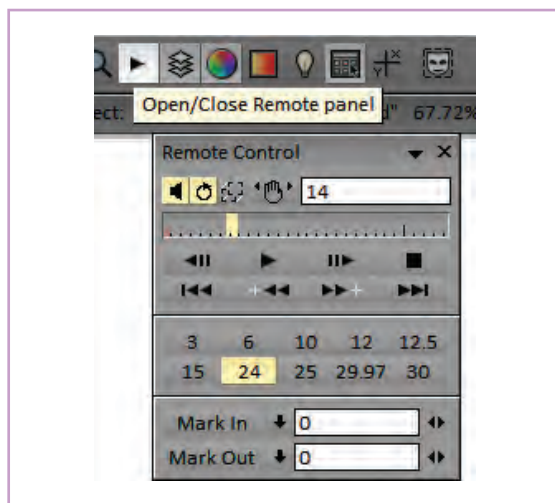 ect:
d" 67.72%
Open/Close Remote panel
Remote Control
14
3 6 10 12 12.5
15 24 25 29.97 30
Mark In 0
Mark Out 0